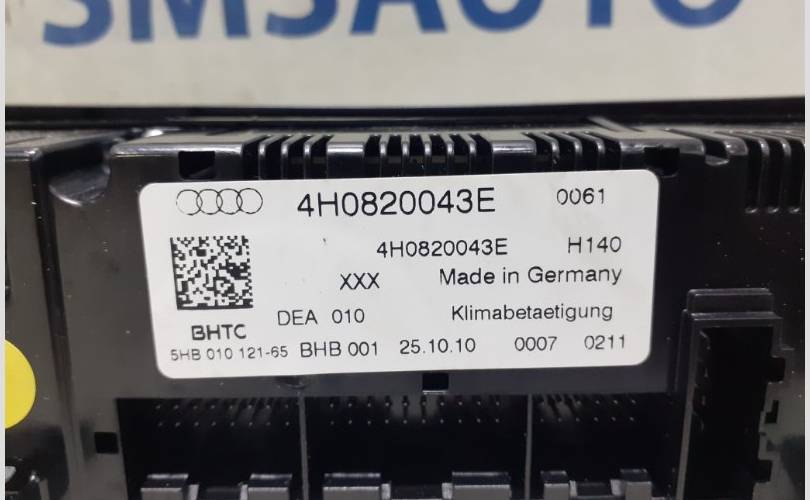 SMSAUTO
4H0820043E 0061
4H0820043E H140
XXX Made in Germany
DEA 010 Klimabetaetigung
BHTC
5HB 010 121-65 BHB 001 25.10.10 0007 0211